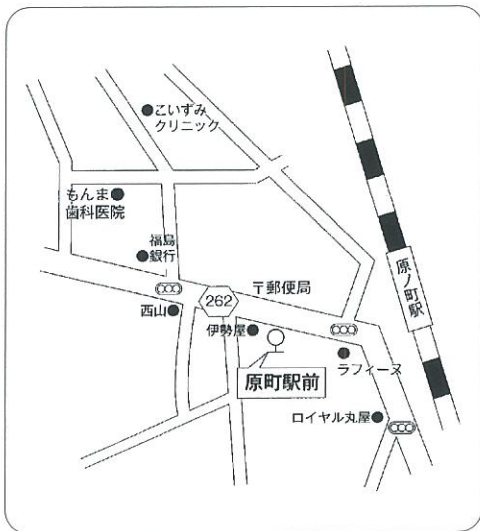 こいずみ
クリニック
もんま
歯科医院
福島
銀行
262
〒郵便局
西山
伊勢屋
原町駅前
ラフィーヌ
ロイヤル丸屋
原ノ町駅